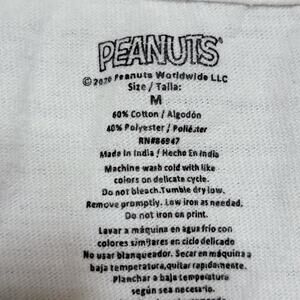 PEANUTS
© 2020 Peanuts Worldwide LLC
Size / Talla:
M
60% Cotton / Algodón
40% Polyester / Poliéster
RN#86947
Made In India / Hecho En India
Machine wash cold with like
colors on delicate cycle.
Do not bleach. Tumble dry low.
Remove promptly. Low iron as needed.
Do not iron on print.
Lavar a máquina en agua frío con
colores similares en ciclo delicado
No usar blanqueador. Secar en máquina a
baja temperatura, quitar rapidamente.
Planchar a baja temperatura
según sea necesario.